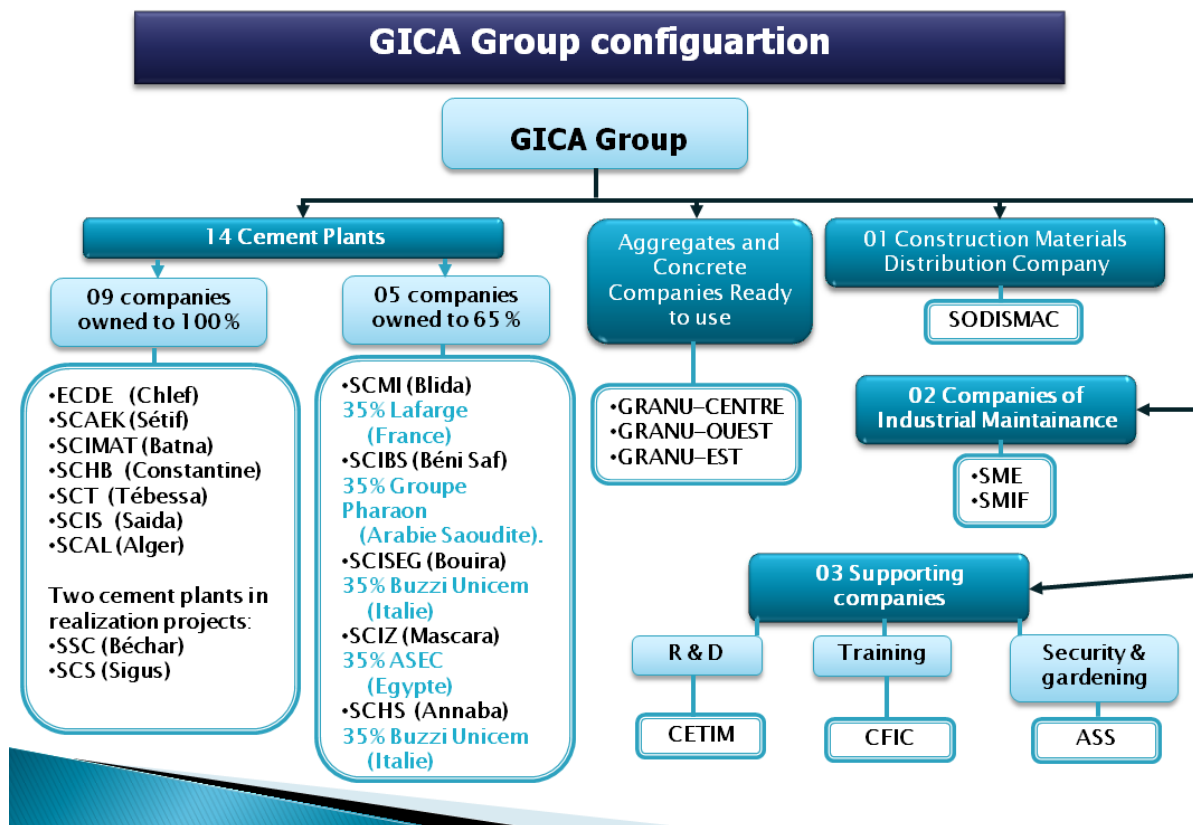 GICA Group configuartion
GICA Group
14 Cement Plants
09 companies
owned to 100%
•ECDE (Chlef)
•SCAEK (Sétif)
•SCIMAT (Batna)
•SCHB (Constantine)
•SCT (Tébessa)
•SCIS (Saida)
•SCAL (Alger)
Two cement plants in
realization projects:
•SSC (Béchar)
•SCS (Sigus)
05 companies
owned to 65%
•SCMI (Blida)
35% Lafarge
(France)
•SCIBS (Béni Saf)
35% Groupe
Pharaon
(Arabie Saoudite).
•SCISEG (Bouira)
35% Buzzi Unicem
(Italie)
•SCIZ (Mascara)
35% ASEC
(Egypte)
•SCHS (Annaba)
35% Buzzi Unicem
(Italie)
Aggregates and
Concrete
Companies Ready
to use
•GRANU-CENTRE
•GRANU-OUEST
•GRANU-EST
01 Construction Materials
Distribution Company
SODISMAC
02 Companies of
Industrial Maintainance
•SME
•SMIF
03 Supporting
companies
R & D
CETIM
Training
CFIC
Security &
gardening
ASS